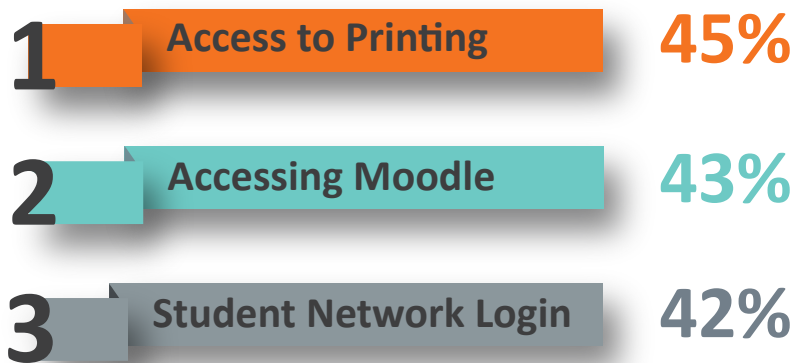 1 Access to Printing 45%
2 Accessing Moodle 43%
3 Student Network Login 42%